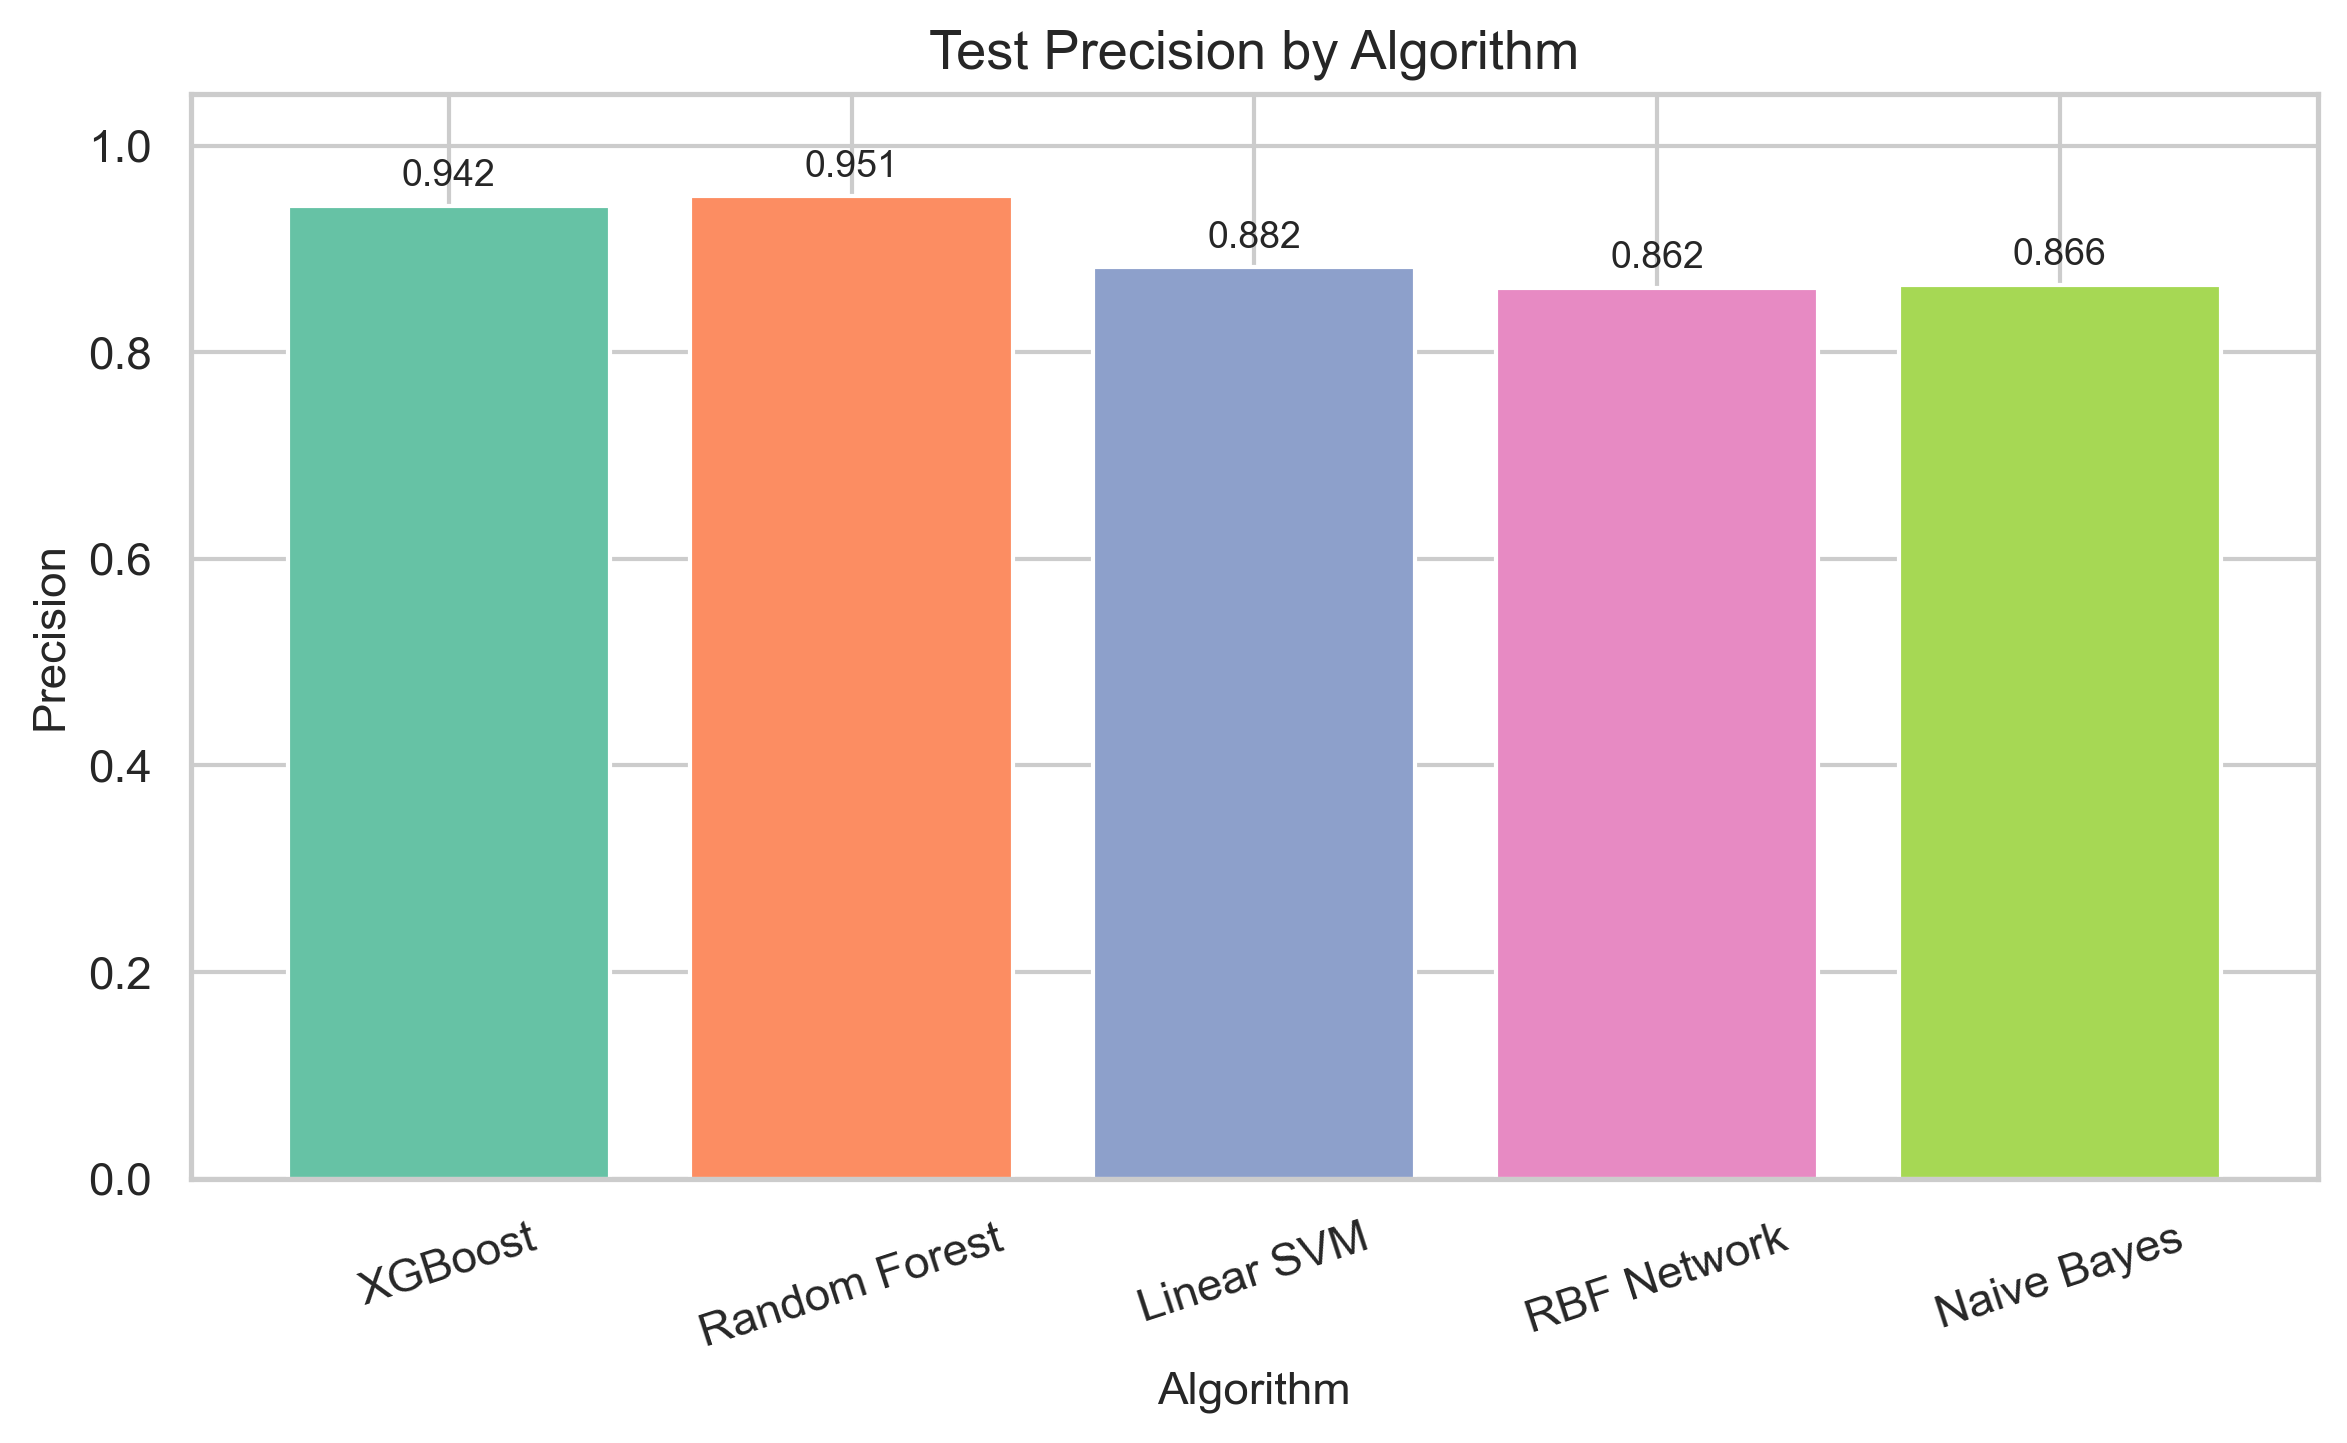 Test Precision by Algorithm
1.0
0.8
0.6
0.4
0.2
0.0
Precision
0.942
0.951
0.882
0.862
0.866
XGBoost
Random Forest
Linear SVM
RBF Network
Naive Bayes
Algorithm